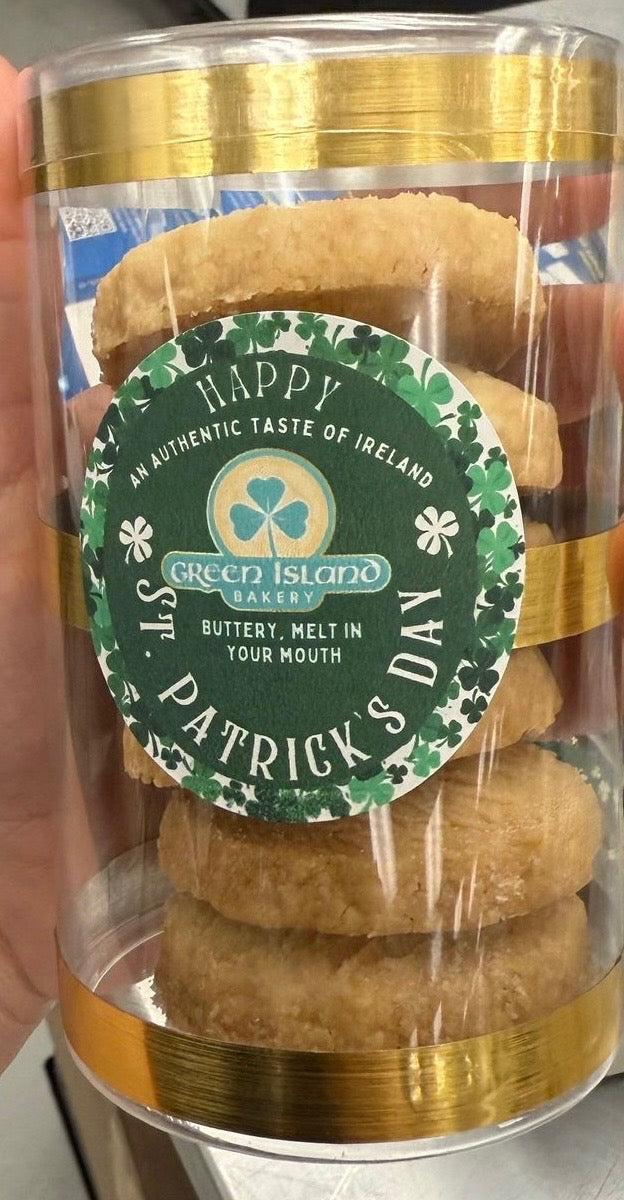 HAPPY
AN AUTHENTIC TASTE OF IRELAND
GREEN ISLAND
BAKERY
BUTTERY, MELT IN
YOUR MOUTH
ST. PATRICK'S DAY